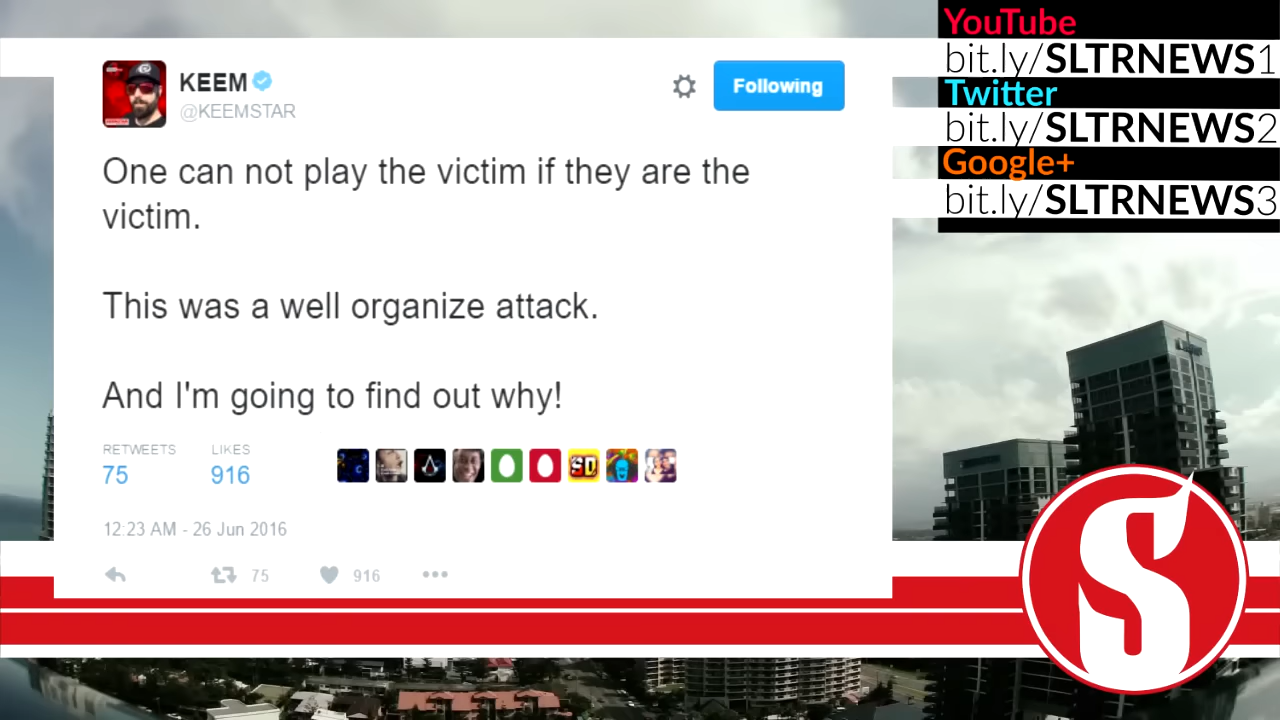 KEEM
@KEEMSTAR
Following
One can not play the victim if they are the
victim.
This was a well organize attack.
And I'm going to find out why!
RETWEETS
LIKES
75
916
SD
12:23 AM - 26 Jun 2016
75
916
YouTube
bit.ly/SLTRNEWS1
Twitter
bit.ly/SLTRNEWS2
Google+
bit.ly/SLTRNEWS3
S